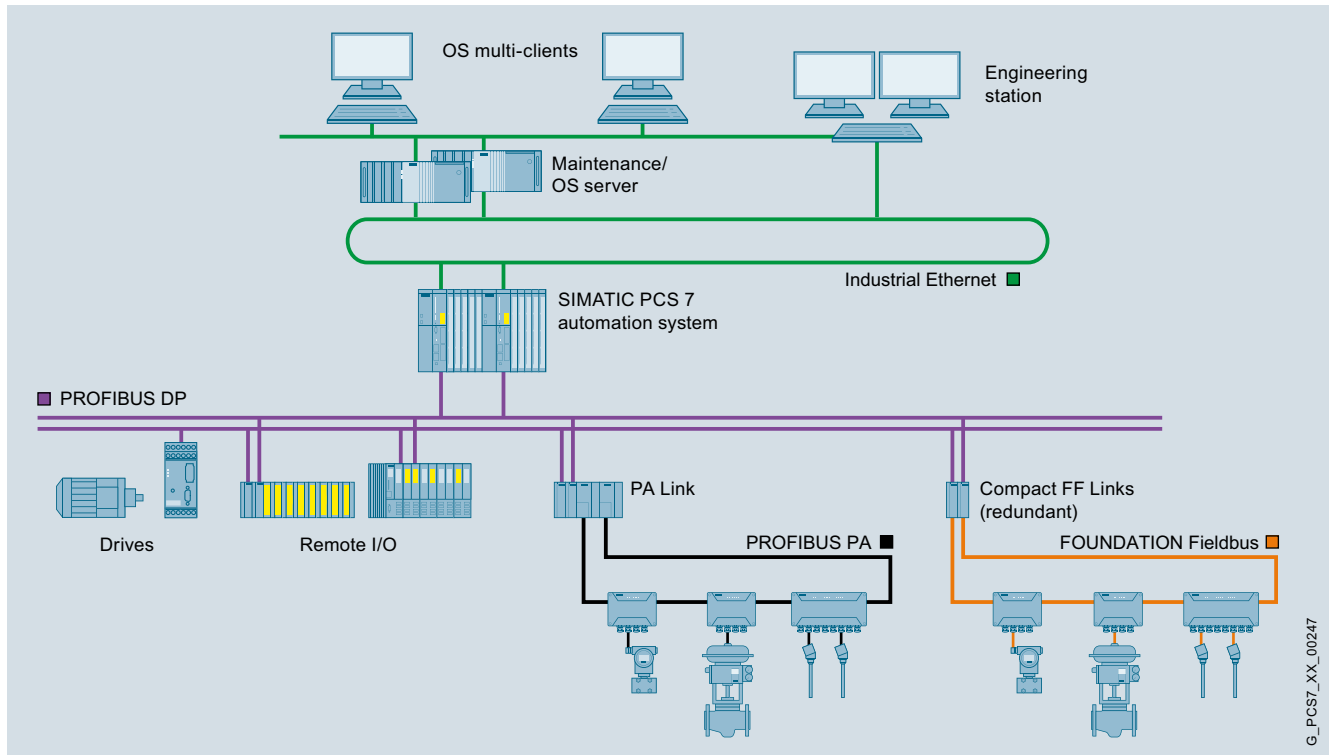 OS multi-clients
Engineering
station
Maintenance/
OS server
Industrial Ethernet
SIMATIC PCS 7
automation system
PROFIBUS DP
PA Link
Compact FF Links
(redundant)
Drives
Remote I/O
PROFIBUS PA
FOUNDATION Fieldbus
G_PCS7_XX_00247